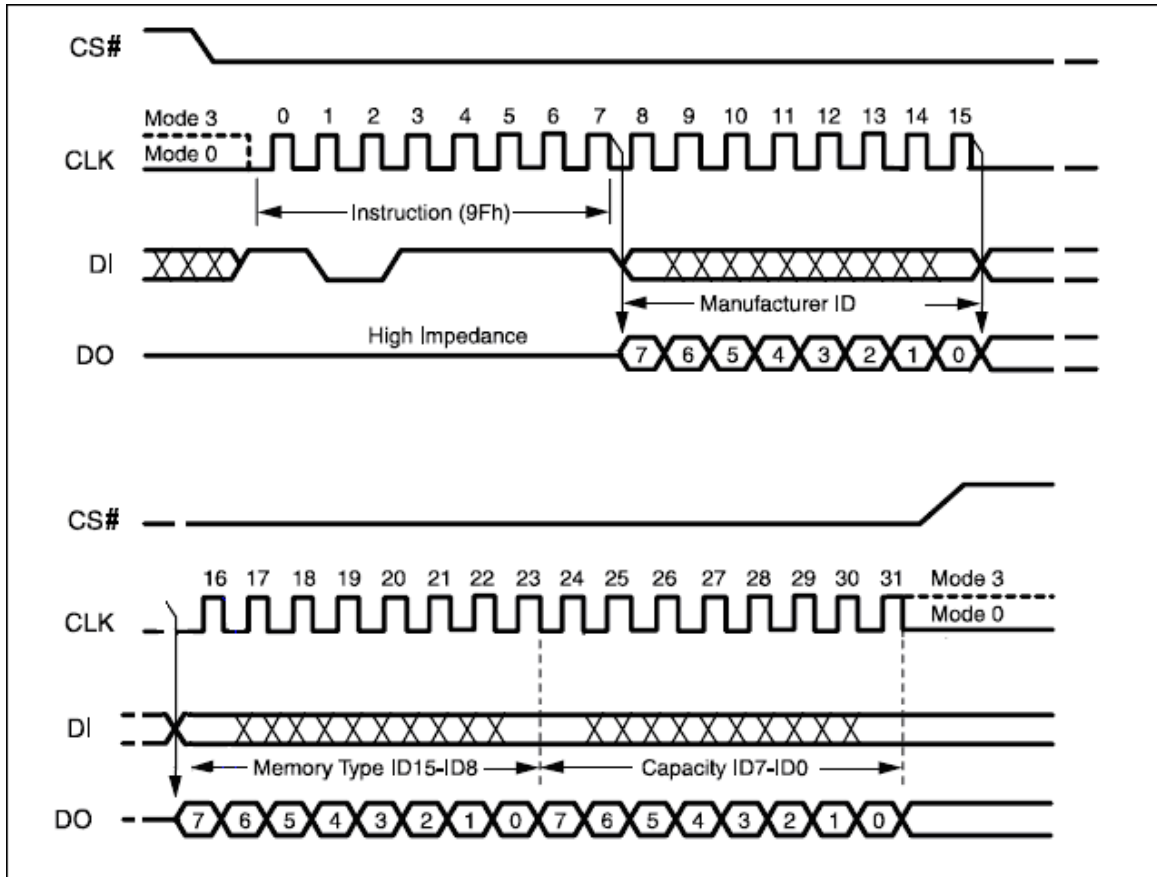 CS#
0 1 2 3 4 5 6 7 8 9 10 11 12 13 14 15
Mode 3
Mode 0
CLK
Instruction (9Fh)
DI
Manufacturer ID
High Impedance
DO
7 6 5 4 3 2 1 0
CS#
16 17 18 19 20 21 22 23 24 25 26 27 28 29 30 31
Mode 3
Mode 0
CLK
DI
Memory Type ID15-ID8
Capacity ID7-ID0
DO
7 6 5 4 3 2 1 0 7 6 5 4 3 2 1 0